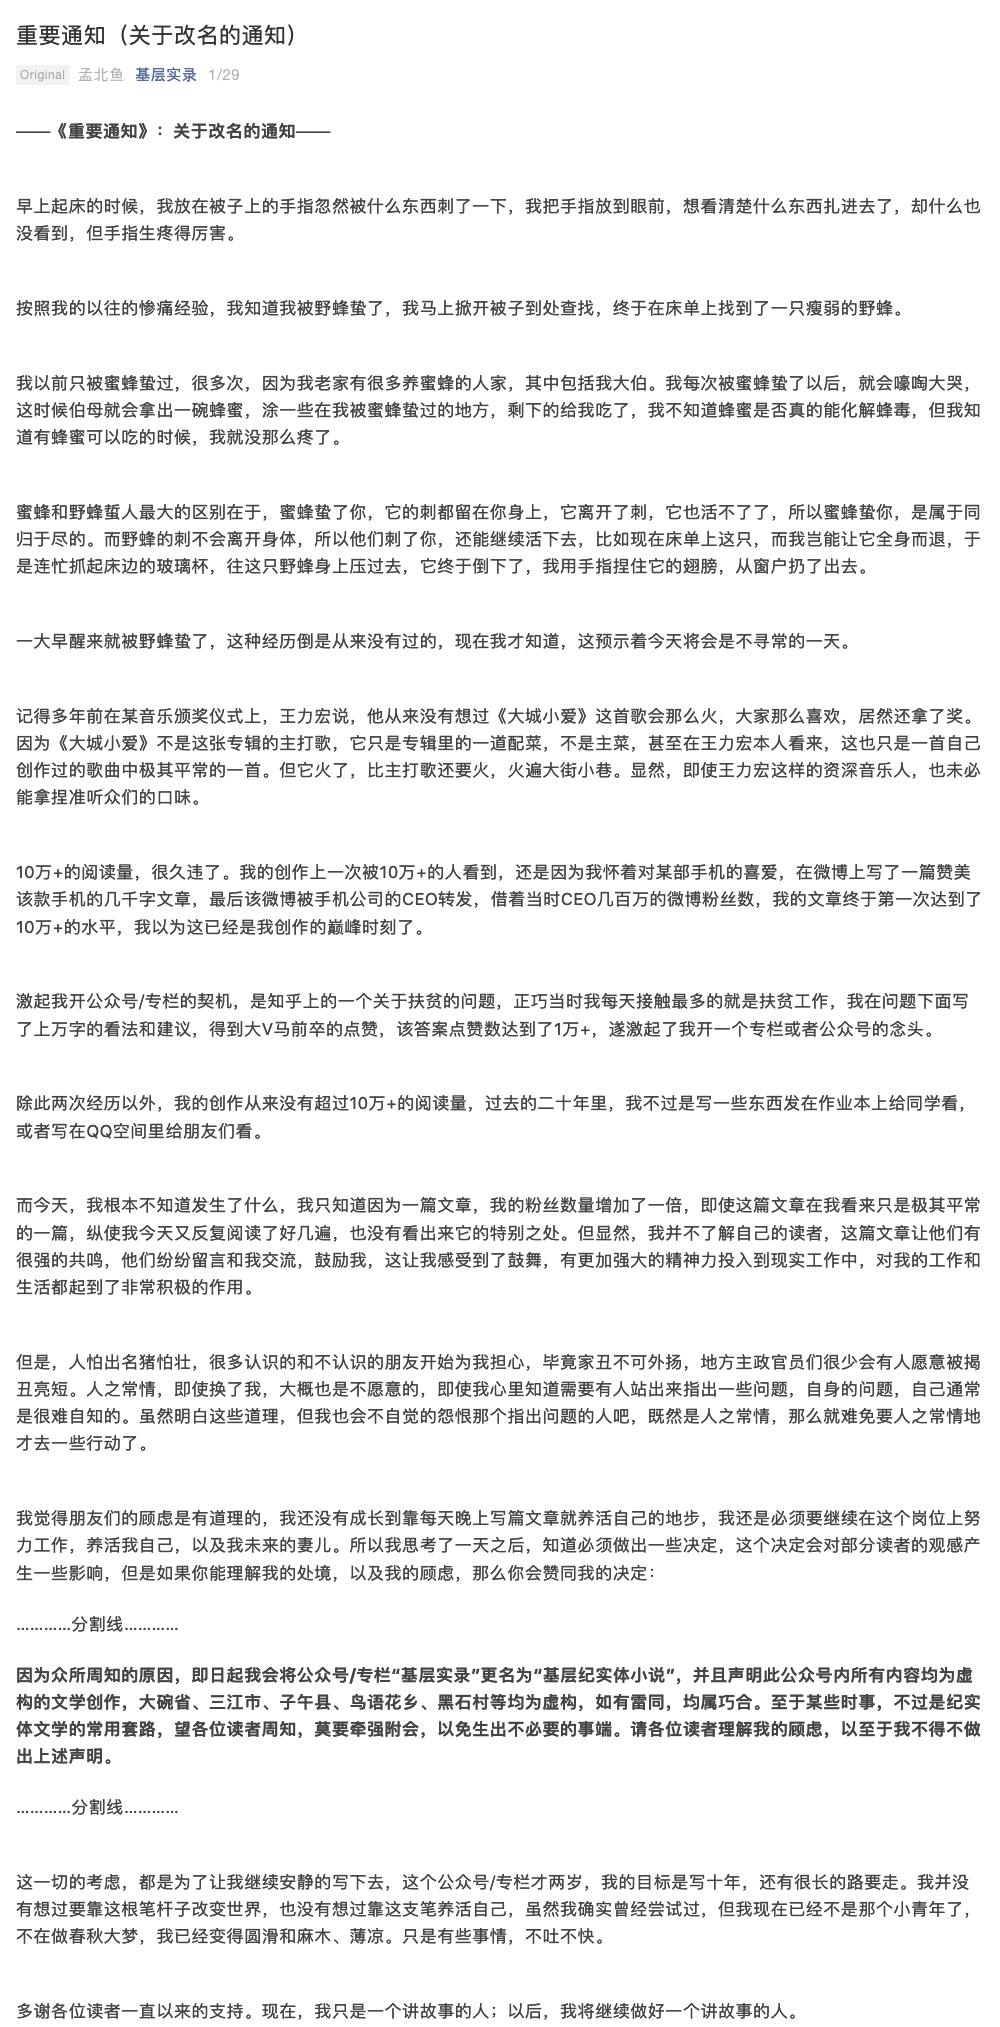 重要通知（关于改名的通知）
Original 孟北鱼 基层实录 1/29
——《重要通知》：关于改名的通知——
早上起床的时候，我放在被子上的手指忽然被什么东西刺了一下，我把手指放到眼前，想看清楚什么东西扎进去了，却什么也
没看到，但手指生疼得厉害。
按照我的以往的惨痛经验，我知道我被野蜂蛰了，我马上掀开被子到处查找，终于在床单上找到了一只瘦弱的野蜂。
我以前只被蜜蜂蛰过，很多次，因为我老家有很多养蜜蜂的人家，其中包括我大伯。我每次被蜜蜂蛰了以后，就会嚎啕大哭，
这时候伯母就会拿出一碗蜂蜜，涂一些在我被蜜蜂蛰过的地方，剩下的给我吃了，我不知道蜂蜜是否真的能化解蜂毒，但我知
道有蜂蜜可以吃的时候，我就没那么疼了。
蜜蜂和野蜂蜇人最大的区别在于，蜜蜂蛰了你，它的刺都留在你身上，它离开了刺，它也活不了了，所以蜜蜂蛰你，是属于同
归于尽的。而野蜂的刺不会离开身体，所以他们刺了你，还能继续活下去，比如现在床单上这只，而我岂能让它全身而退，于
是连忙抓起床边的玻璃杯，往这只野蜂身上压过去，它终于倒下了，我用手指捏住它的翅膀，从窗户扔了出去。
一大早醒来就被野蜂蛰了，这种经历倒是从来没有过的，现在我才知道，这预示着今天将会是不寻常的一天。
记得多年前在某音乐颁奖仪式上，王力宏说，他从来没有想过《大城小爱》这首歌会那么火，大家那么喜欢，居然还拿了奖。
因为《大城小爱》不是这张专辑的主打歌，它只是专辑里的一道配菜，不是主菜，甚至在王力宏本人看来，这也只是一首自己
创作过的歌曲中极其平常的一首。但它火了，比主打歌还要火，火遍大街小巷。显然，即使王力宏这样的资深音乐人，也未必
能拿捏准听众们的口味。
10万+的阅读量，很久违了。我的创作上一次被10万+的人看到，还是因为我怀着对某部手机的喜爱，在微博上写了一篇赞美
该款手机的几千字文章，最后该微博被手机公司的CEO转发，借着当时CEO几百万的微博粉丝数，我的文章终于第一次达到了
10万+的水平，我以为这已经是我创作的巅峰时刻了。
激起我开公众号/专栏的契机，是知乎上的一个关于扶贫的问题，正巧当时我每天接触最多的就是扶贫工作，我在问题下面写
了上万字的看法和建议，得到大V马前卒的点赞，该答案点赞数达到了1万+，遂激起了我开一个专栏或者公众号的念头。
除此两次经历以外，我的创作从来没有超过10万+的阅读量，过去的二十年里，我不过是写一些东西发在作业本上给同学看，
或者写在QQ空间里给朋友们看。
而今天，我根本不知道发生了什么，我只知道因为一篇文章，我的粉丝数量增加了一倍，即使这篇文章在我看来只是极其平常
的一篇，纵使我今天又反复阅读了好几遍，也没有看出来它的特别之处。但显然，我并不了解自己的读者，这篇文章让他们有
很强的共鸣，他们纷纷留言和我交流，鼓励我，这让我感受到了鼓舞，有更加强大的精神力投入到现实工作中，对我的工作和
生活都起到了非常积极的作用。
但是，人怕出名猪怕壮，很多认识的和不认识的朋友开始为我担心，毕竟家丑不可外扬，地方主政官员们很少会有人愿意被揭
丑亮短。人之常情，即使换了我，大概也是不愿意的，即使我心里知道需要有人站出来指出一些问题，自身的问题，自己通常
是很难自知的。虽然明白这些道理，但我也会不自觉的怨恨那个指出问题的人吧，既然是人之常情，那么就难免要人之常情地
才去一些行动了。
我觉得朋友们的顾虑是有道理的，我还没有成长到靠每天晚上写篇文章就养活自己的地步，我还是必须要继续在这个岗位上努
力工作，养活我自己，以及我未来的妻儿。所以我思考了一天之后，知道必须做出一些决定，这个决定会对部分读者的观感产
生一些影响，但是如果你能理解我的处境，以及我的顾虑，那么你会赞同我的决定：
…………分割线…………
因为众所周知的原因，即日起我会将公众号/专栏“基层实录”更名为“基层纪实体小说”，并且声明此公众号内所有内容均为虚
构的文学创作，大碗省、三江市、子午县、鸟语花乡、黑石村等均为虚构，如有雷同，均属巧合。至于某些时事，不过是纪实
体文学的常用套路，望各位读者周知，莫要牵强附会，以免生出不必要的事端。请各位读者理解我的顾虑，以至于我不得不做
出上述声明。
…………分割线…………
这一切的考虑，都是为了让我继续安静的写下去，这个公众号/专栏才两岁，我的目标是写十年，还有很长的路要走。我并没
有想过要靠这根笔杆子改变世界，也没有想过靠这支笔养活自己，虽然我确实曾经尝试过，但我现在已经不是那个小青年了，
不在做春秋大梦，我已经变得圆滑和麻木、薄凉。只是有些事情，不吐不快。
多谢各位读者一直以来的支持。现在，我只是一个讲故事的人；以后，我将继续做好一个讲故事的人。